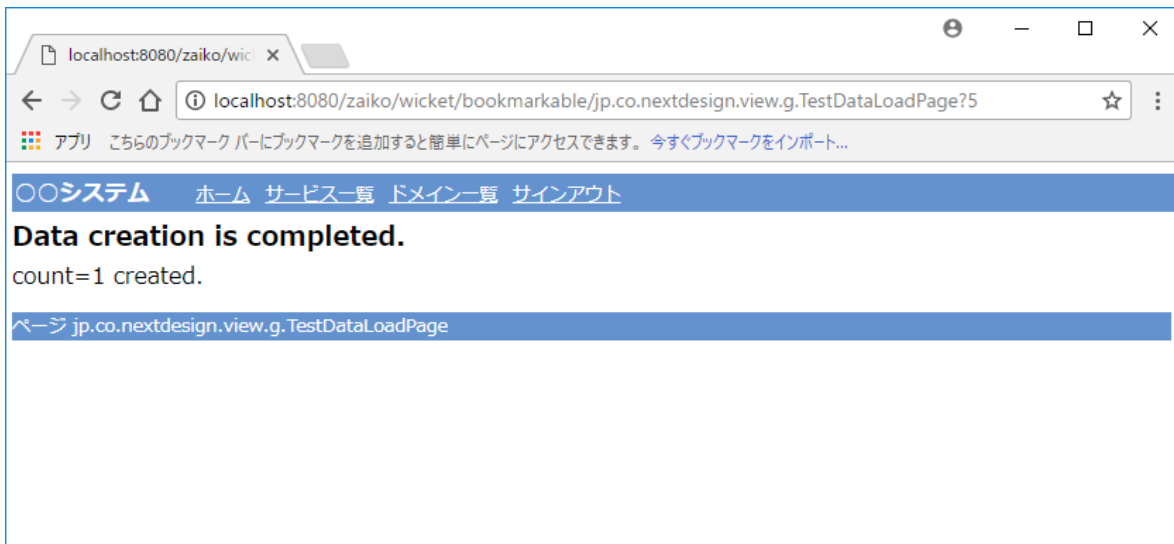 localhost:8080/zaiko/wic
localhost:8080/zaiko/wicket/bookmarkable/jp.co.nextdesign.view.g.TestDataLoadPage?5
アプリ こちらのブックマーク バーにブックマークを追加すると簡単にページにアクセスできます。 今すぐブックマークをインポート...
○○システム ホーム サービス一覧 ドメイン一覧 サインアウト
Data creation is completed.
count=1 created.
ページ jp.co.nextdesign.view.g.TestDataLoadPage